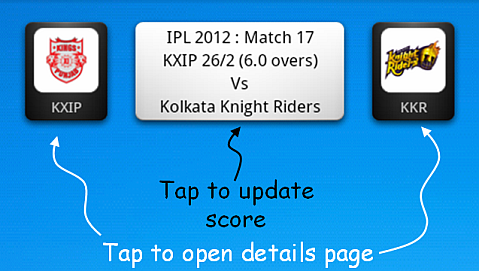 KINGS
PUNJAB
KXIP
IPL 2012 : Match 17
KXIP 26/2 (6.0 overs)
Vs
Kolkata Knight Riders
Knight
Riders
KKR
Tap to update
score
Tap to open details page